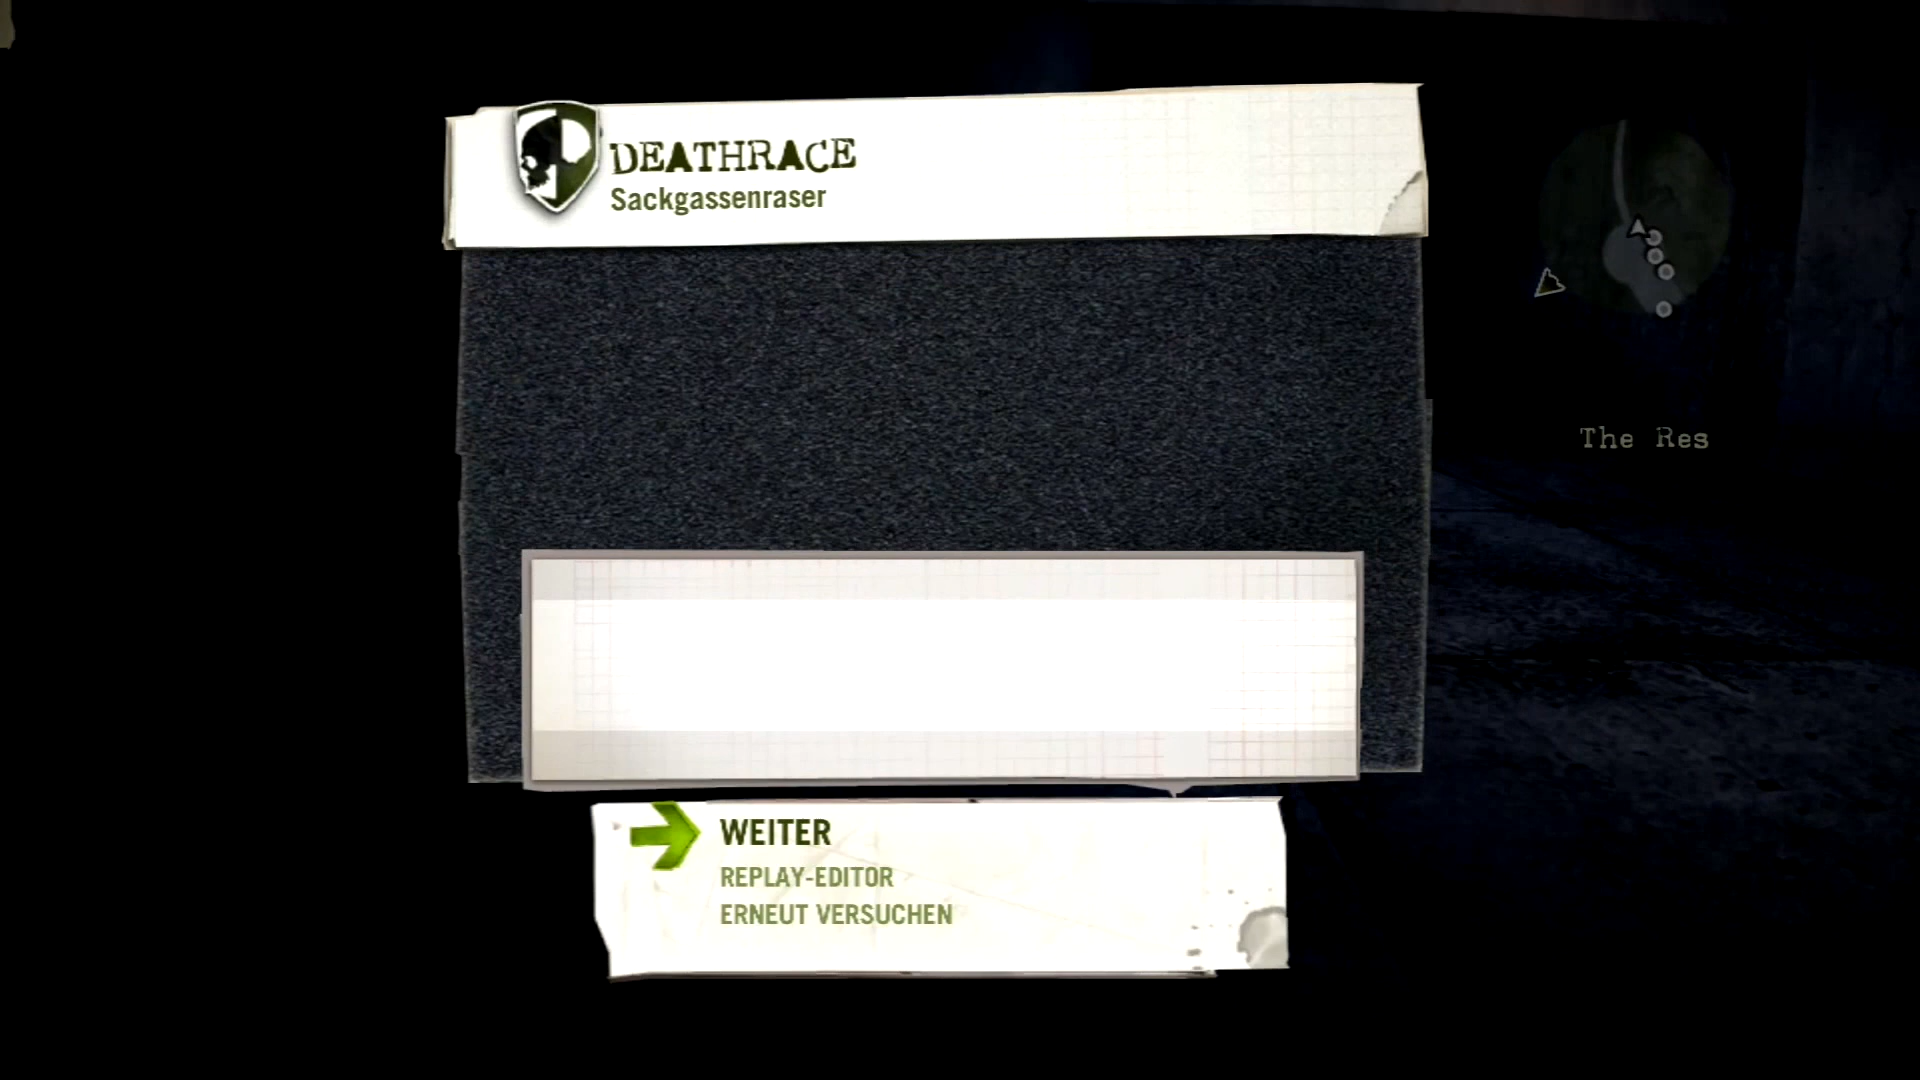 DEATHRACE
Sackgassenraser
The Res
WEITER
REPLAY-EDITOR
ERNEUT VERSUCHEN